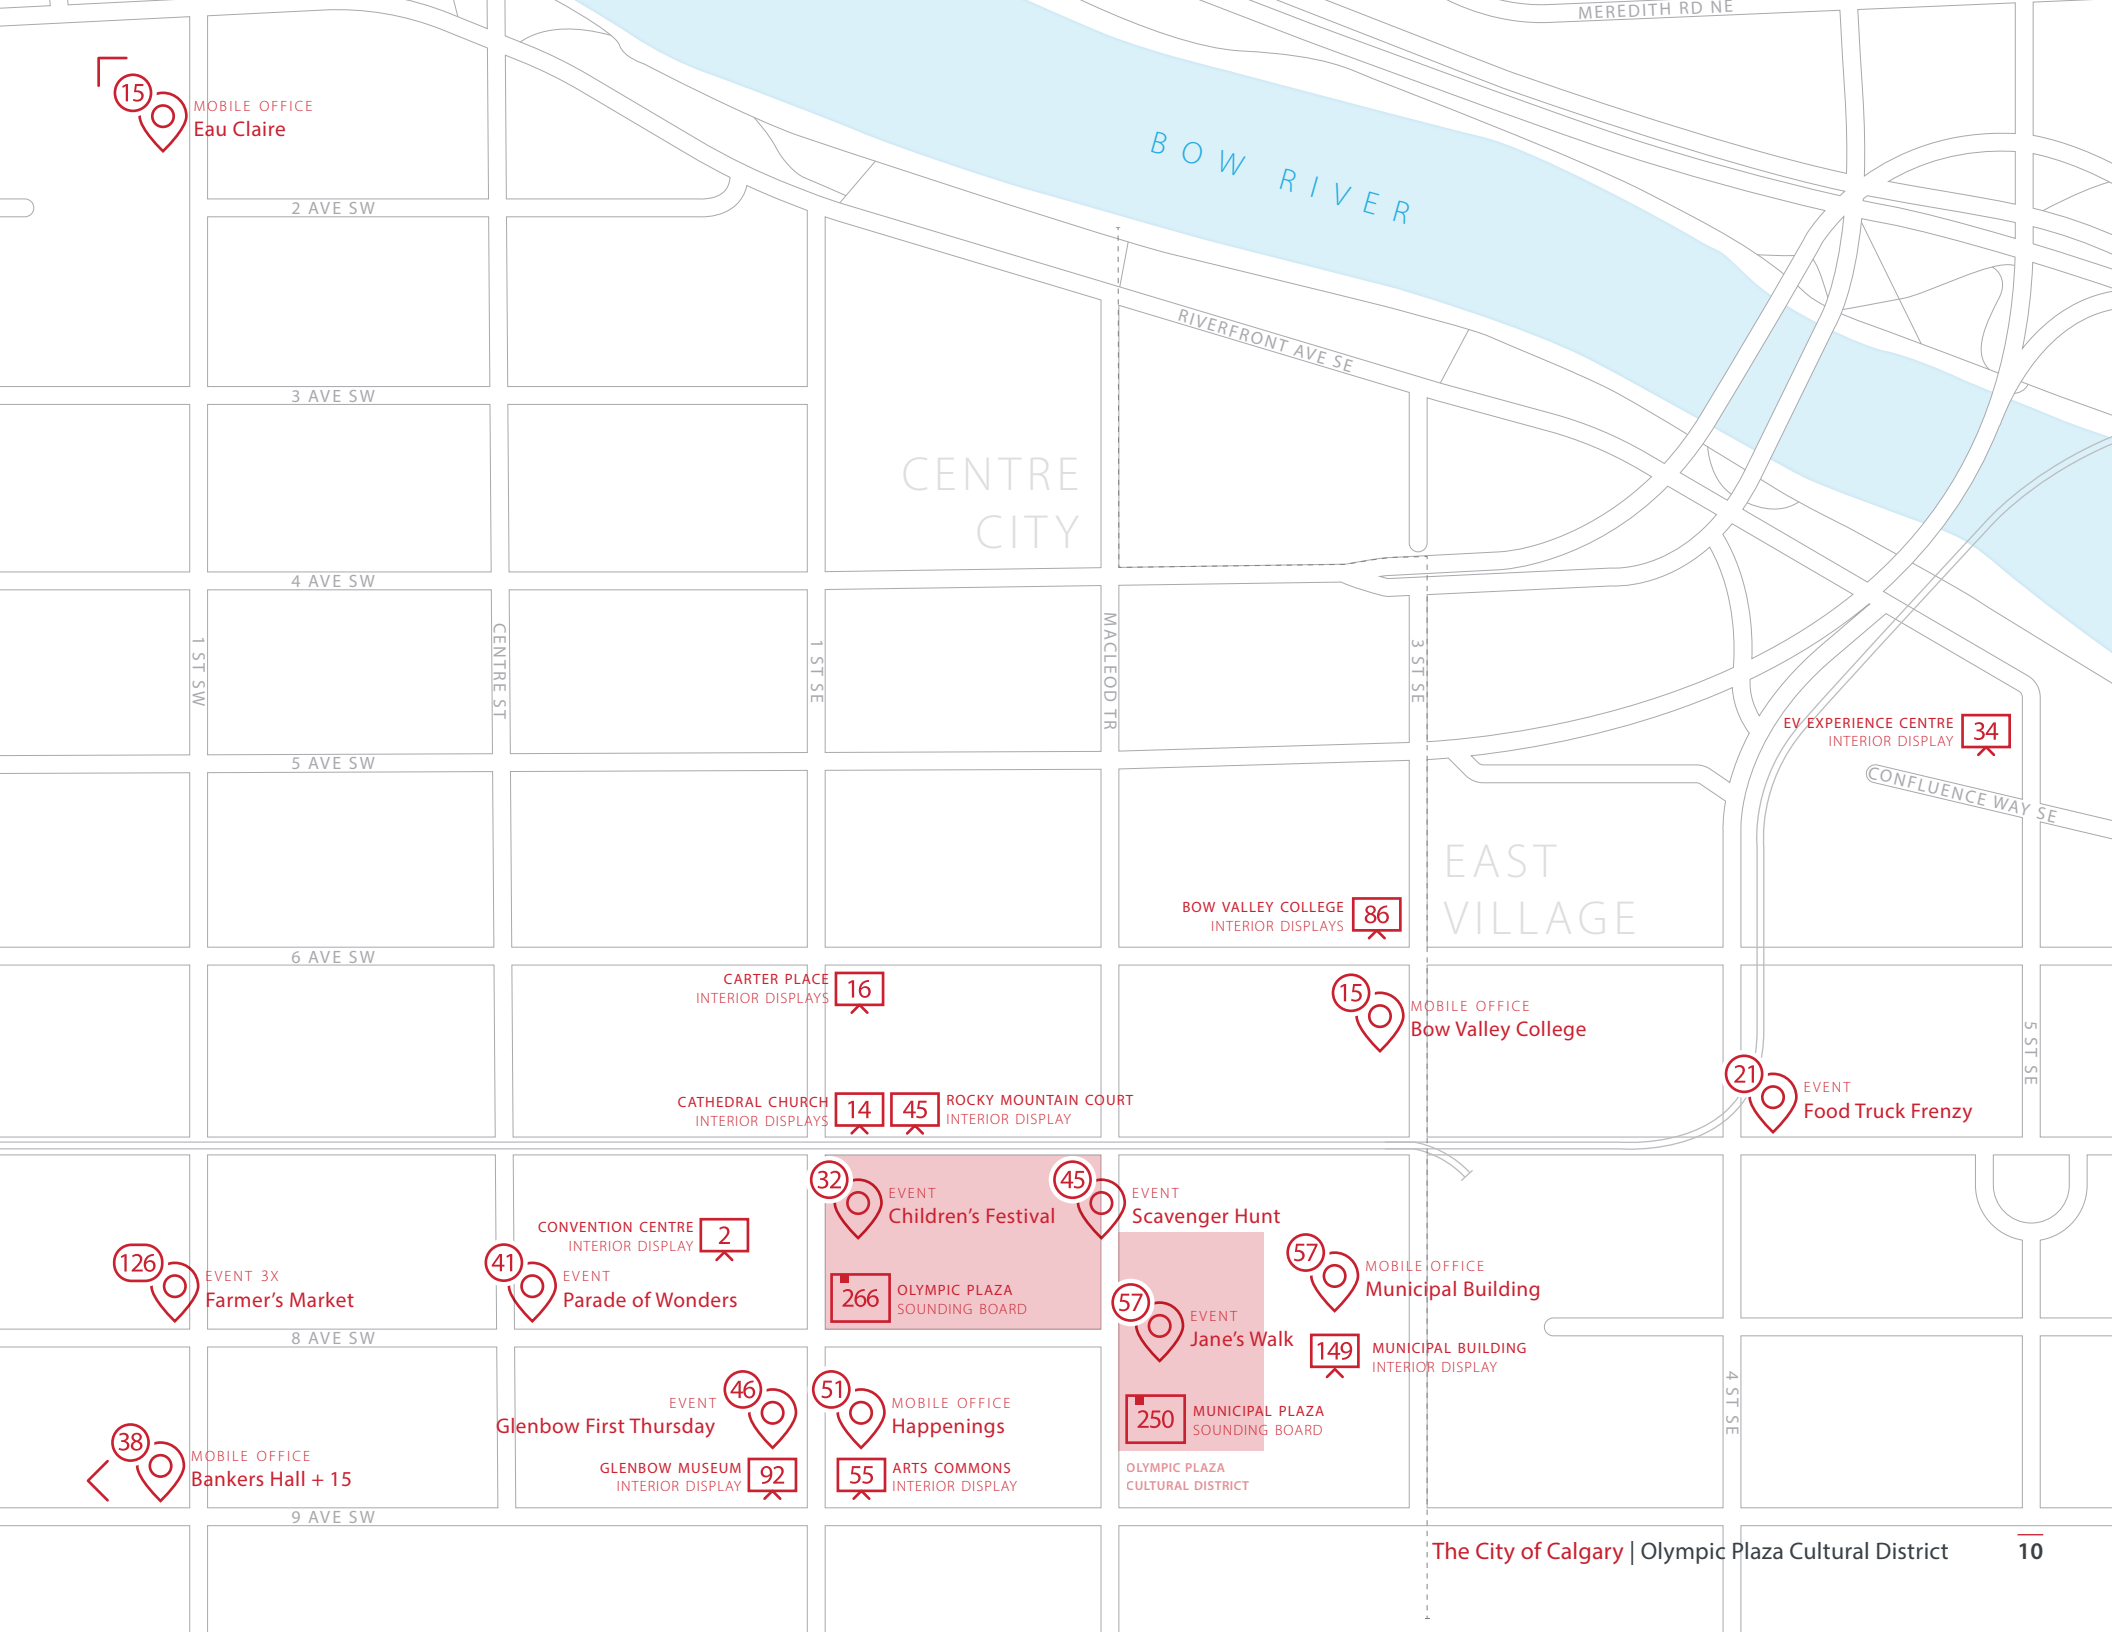 MEREDITH RD NE
15
MOBILE OFFICE
Eau Claire
BOW RIVER
2 AVE SW
RIVERFRONT AVE SE
3 AVE SW
CENTRE
CITY
4 AVE SW
1 ST SW
CENTRE ST
1 ST SE
MACLEOD TR
3 ST SE
EV EXPERIENCE CENTRE
INTERIOR DISPLAY
34
5 AVE SW
CONFLUENCE WAY SE
EAST
VILLAGE
BOW VALLEY COLLEGE
INTERIOR DISPLAYS
86
6 AVE SW
CARTER PLACE
INTERIOR DISPLAYS
16
15
MOBILE OFFICE
Bow Valley College
5 ST SE
21
EVENT
Food Truck Frenzy
CATHEDRAL CHURCH
INTERIOR DISPLAYS
14
45
ROCKY MOUNTAIN COURT
INTERIOR DISPLAY
32
EVENT
Children's Festival
45
EVENT
Scavenger Hunt
CONVENTION CENTRE
INTERIOR DISPLAY
2
57
MOBILE OFFICE
Municipal Building
126
EVENT 3X
Farmer's Market
41
EVENT
Parade of Wonders
266
OLYMPIC PLAZA
SOUNDING BOARD
57
EVENT
Jane's Walk
8 AVE SW
149
MUNICIPAL BUILDING
INTERIOR DISPLAY
4 ST SE
46
EVENT
Glenbow First Thursday
51
MOBILE OFFICE
Happenings
250
MUNICIPAL PLAZA
SOUNDING BOARD
38
MOBILE OFFICE
Bankers Hall + 15
GLENBOW MUSEUM
INTERIOR DISPLAY
92
55
ARTS COMMONS
INTERIOR DISPLAY
OLYMPIC PLAZA
CULTURAL DISTRICT
9 AVE SW
The City of Calgary | Olympic Plaza Cultural District
10